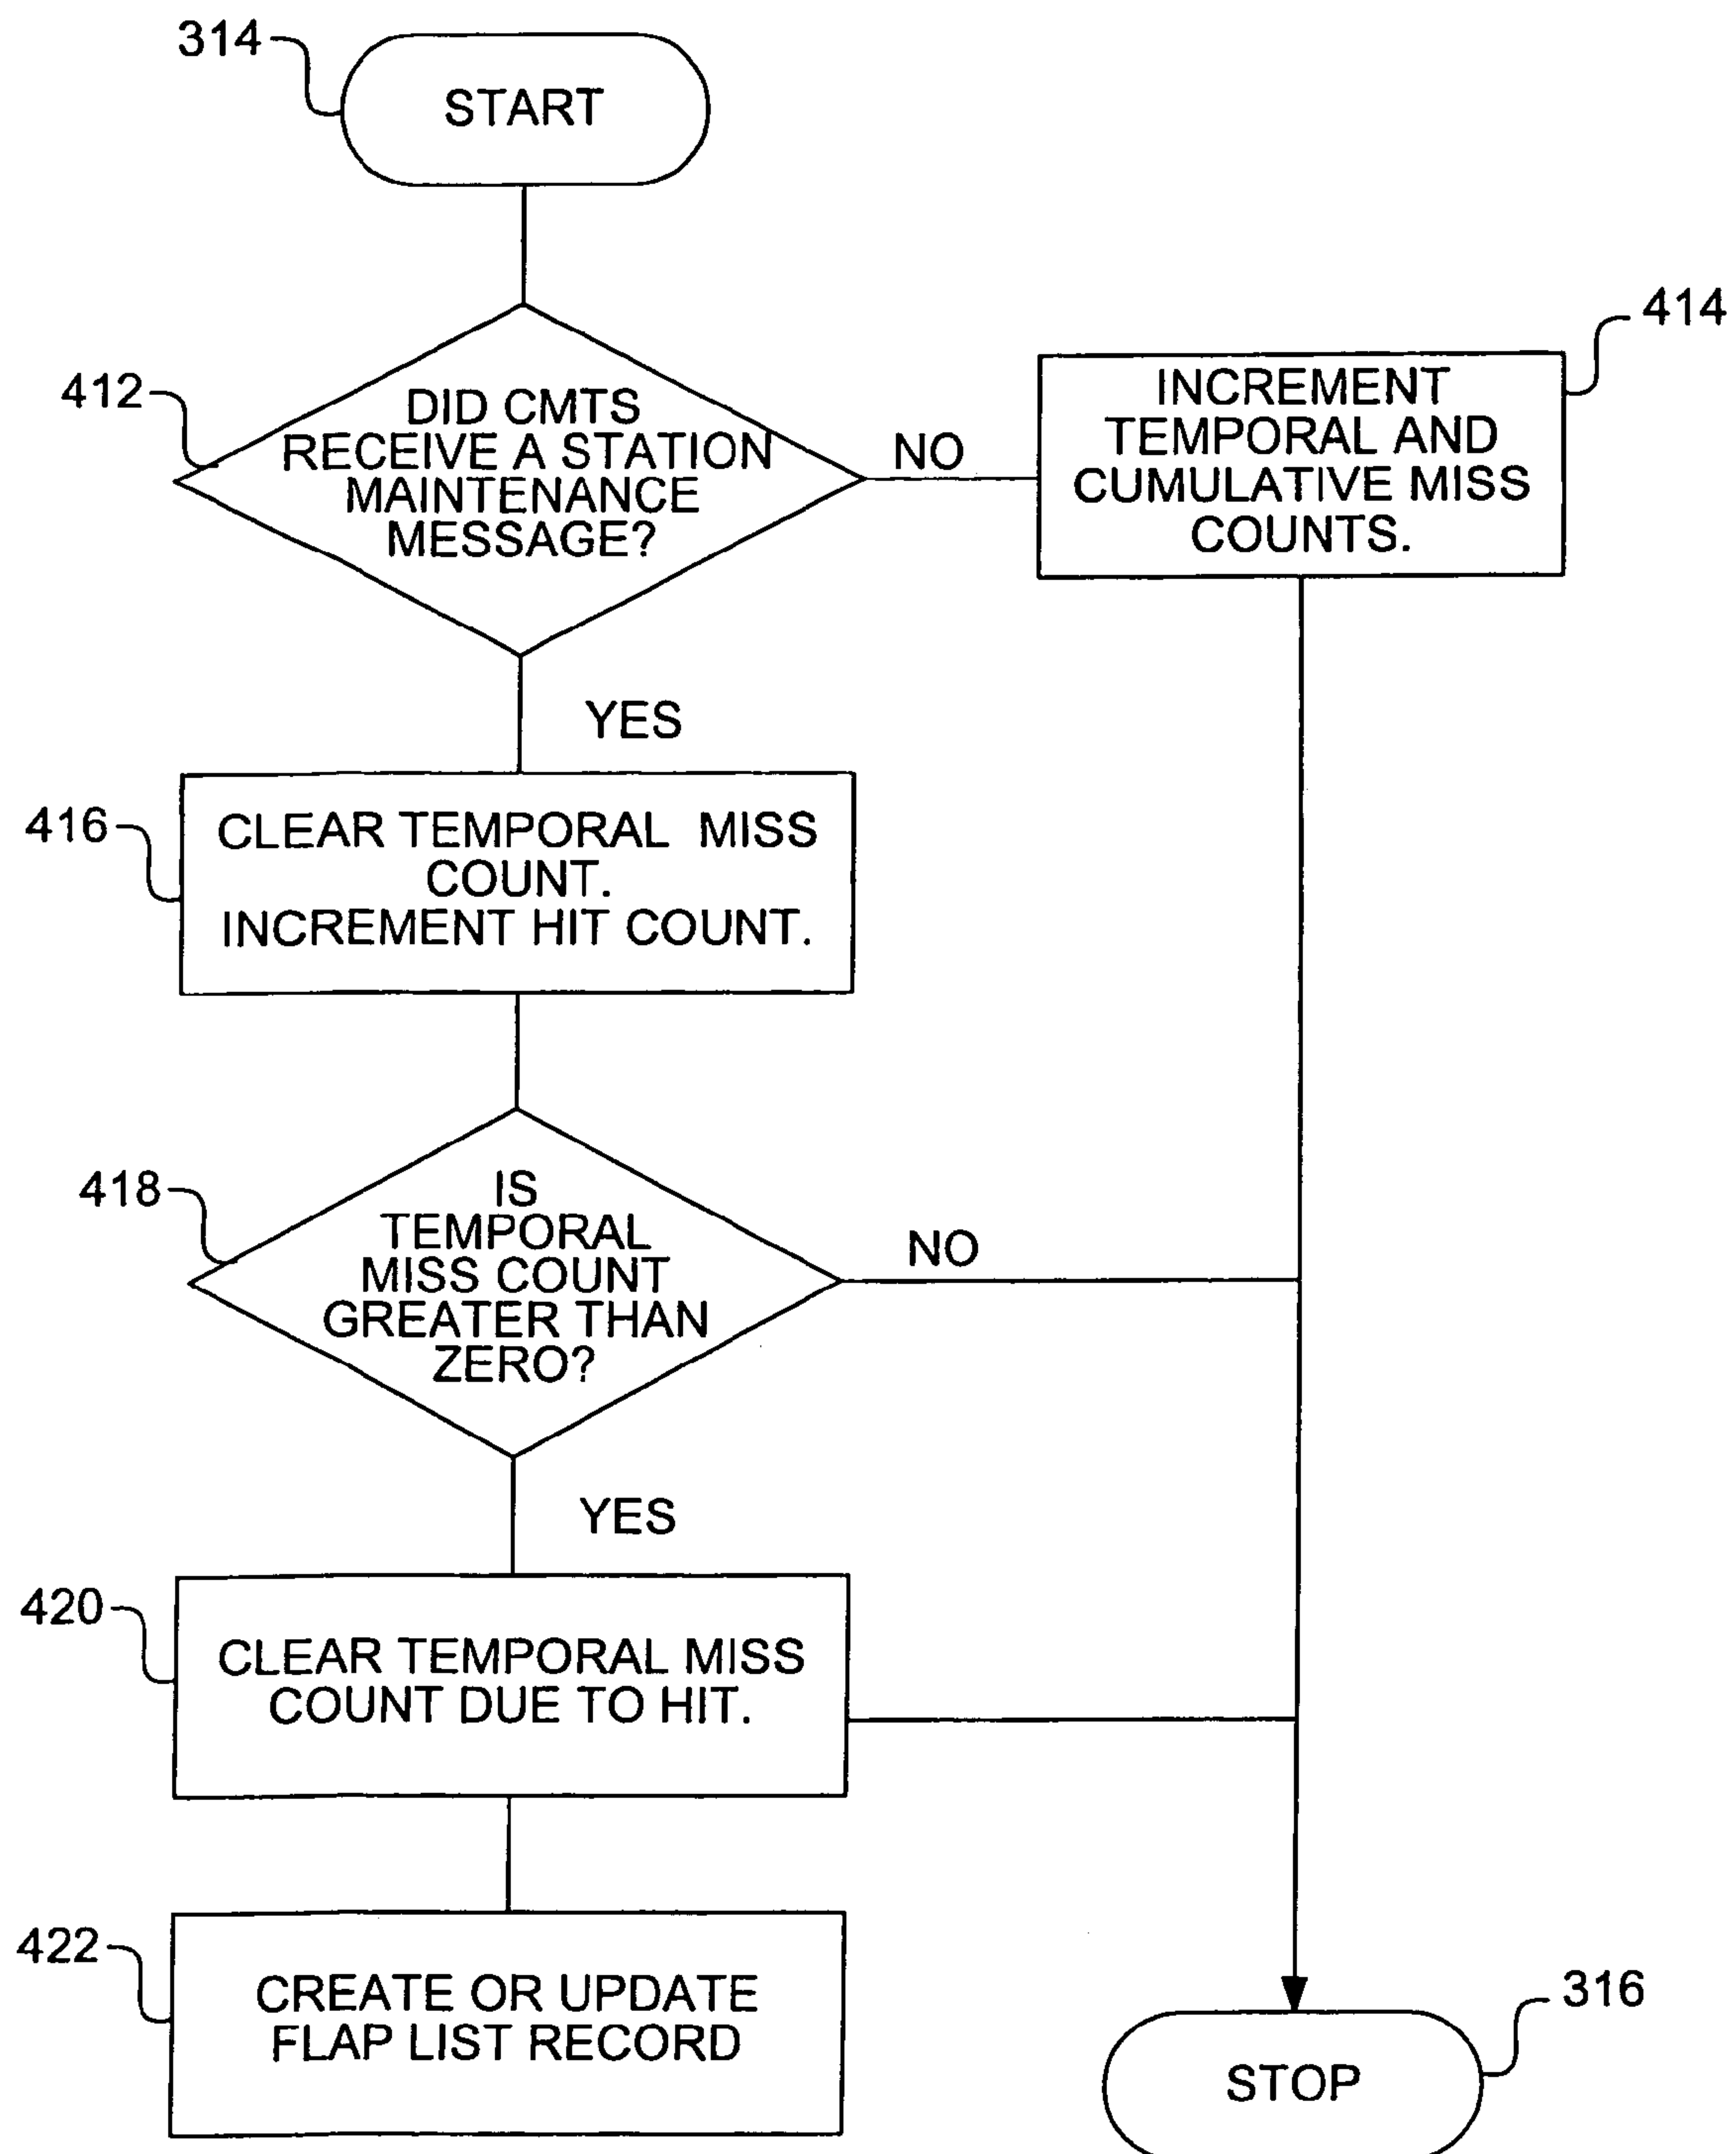 314
START
412
DID CMTS
RECEIVE A STATION
MAINTENANCE
MESSAGE?
NO
414
INCREMENT
TEMPORAL AND
CUMULATIVE MISS
COUNTS.
YES
416
CLEAR TEMPORAL MISS
COUNT.
INCREMENT HIT COUNT.
418
IS
TEMPORAL
MISS COUNT
GREATER THAN
ZERO?
NO
YES
420
CLEAR TEMPORAL MISS
COUNT DUE TO HIT.
422
CREATE OR UPDATE
FLAP LIST RECORD
316
STOP